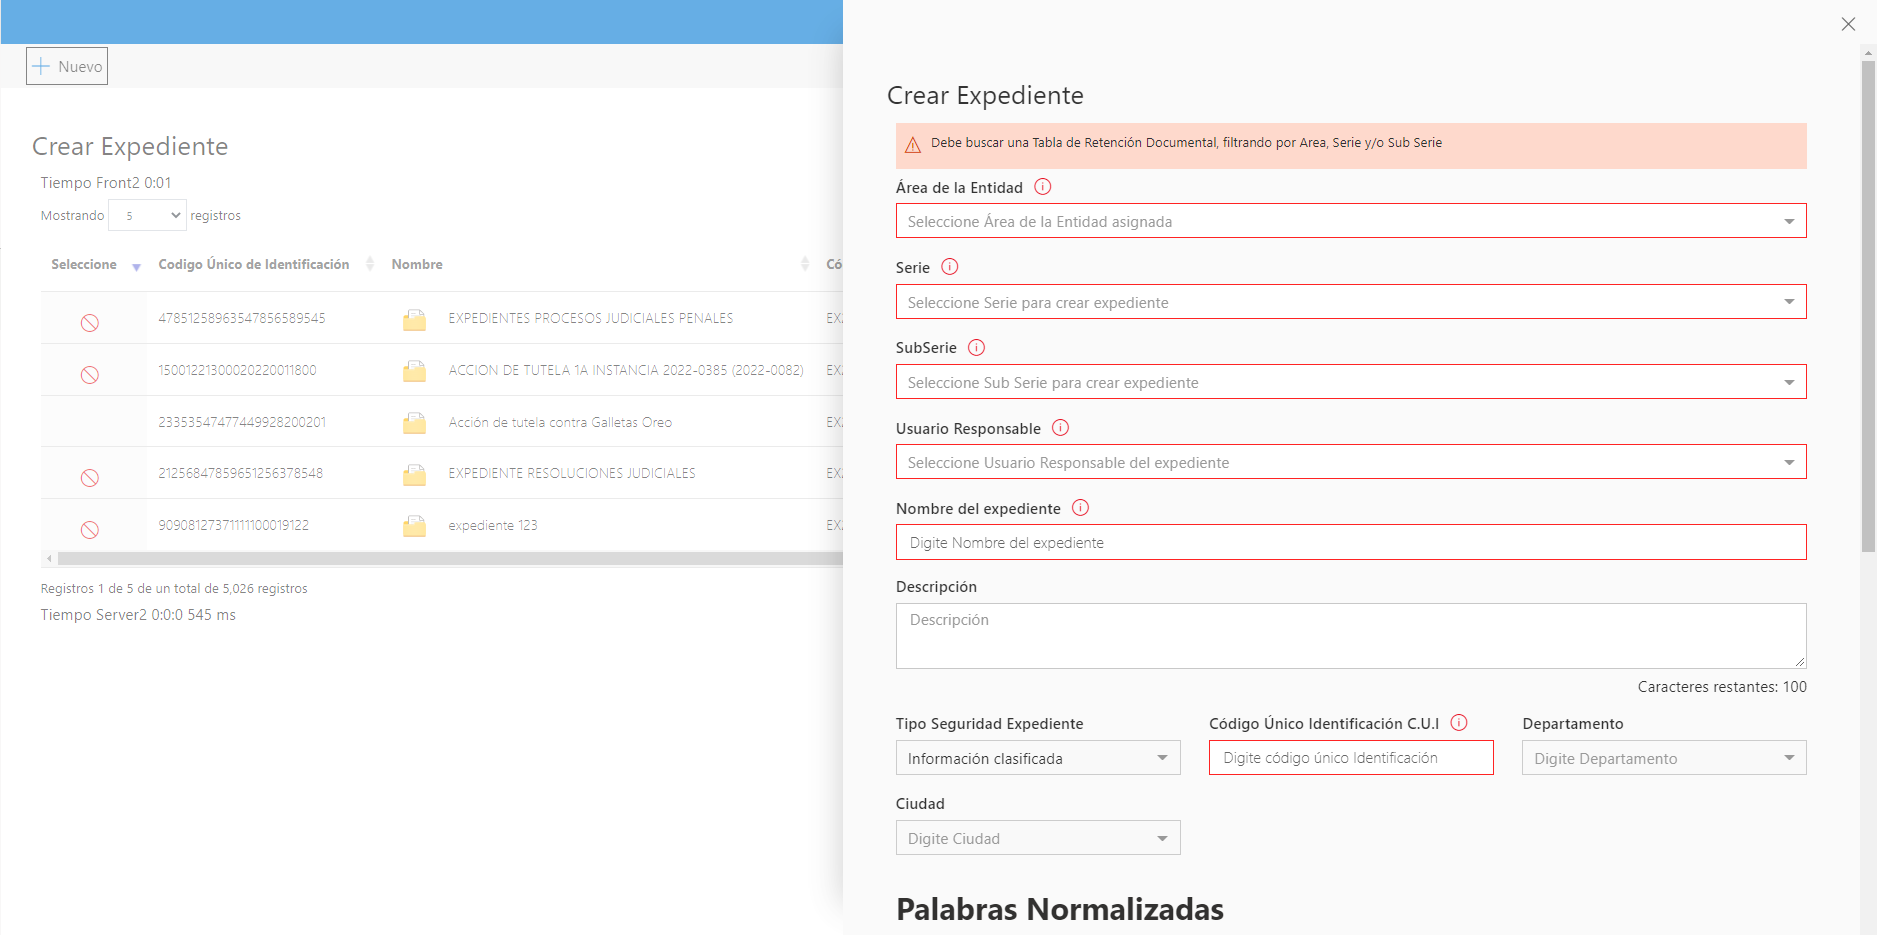 Nuevo
Crear Expediente
Tiempo Front2 0:01
Mostrando 5 registros
Seleccione Codigo Único de Identificación Nombre Có
47851258963547856589545 EXPEDIENTES PROCESOS JUDICIALES PENALES EX
15001221300020220011800 ACCION DE TUTELA 1A INSTANCIA 2022-0385 (2022-0082) EX
23353547477449928200201 Acción de tutela contra Galletas Oreo EX
21256847859651256378548 EXPEDIENTE RESOLUCIONES JUDICIALES EX
90908127371111100019122 expediente 123 EX
Registros 1 de 5 de un total de 5,026 registros
Tiempo Server2 0:0:0 545 ms
Crear Expediente
Debe buscar una Tabla de Retención Documental, filtrando por Area, Serie y/o Sub Serie
Área de la Entidad
Seleccione Área de la Entidad asignada
Serie
Seleccione Serie para crear expediente
SubSerie
Seleccione Sub Serie para crear expediente
Usuario Responsable
Seleccione Usuario Responsable del expediente
Nombre del expediente
Digite Nombre del expediente
Descripción
Descripción
Caracteres restantes: 100
Tipo Seguridad Expediente Código Único Identificación C.U.I Departamento
Información clasificada Digite código único Identificación Digite Departamento
Ciudad
Digite Ciudad
Palabras Normalizadas